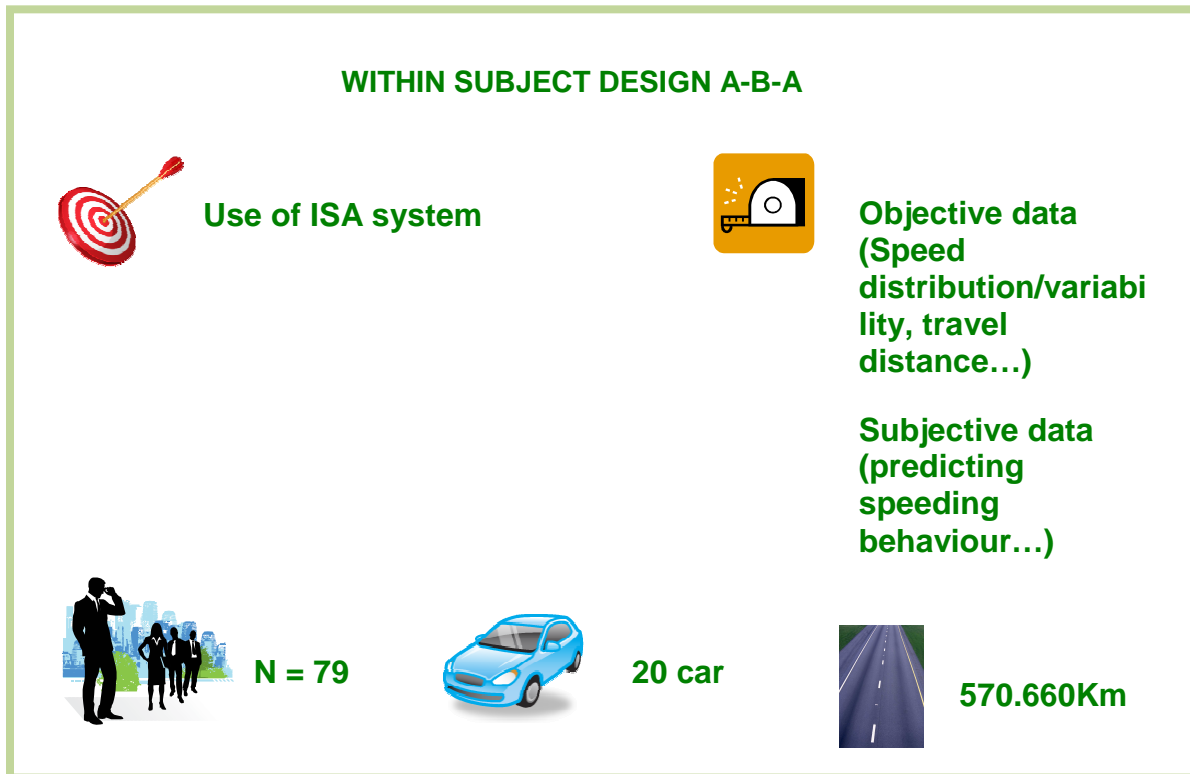 WITHIN SUBJECT DESIGN A-B-A
Use of ISA system
Objective data
(Speed
distribution/variabi
lity, travel
distance…)
Subjective data
(predicting
speeding
behaviour…)
N = 79
20 car
570.660Km